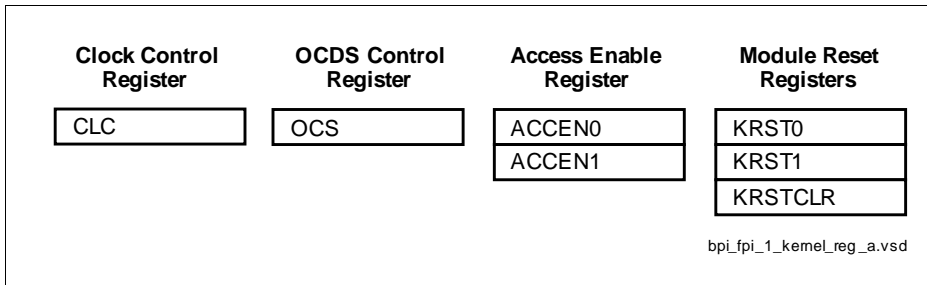 Clock Control
Register
OCDS Control
Register
Access Enable
Register
Module Reset
Registers
CLC
OCS
ACCEN0
ACCEN1
KRST0
KRST1
KRSTCLR
bpi_fpi_1_kernel_reg_a.vsd